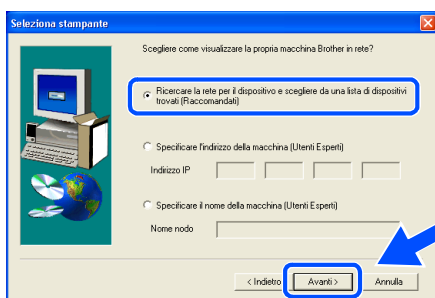 Seleziona stampante
Scegliere come visualizzare la propria macchina Brother in rete?
Ricercare la rete per il dispositivo e scegliere da una lista di dispositivi
trovati (Raccomandati)
Specificare l'indirizzo della macchina (Utenti Esperti)
Indirizzo IP
Specificare il nome della macchina (Utenti Esperti)
Nome nodo
< Indietro
Avanti >
Annulla